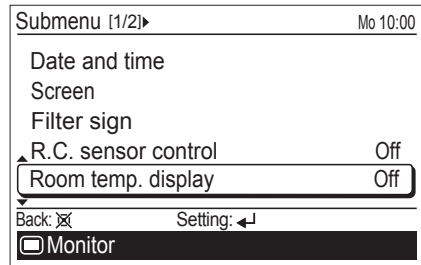 Submenu [1/2]▶ Mo 10:00
Date and time
Screen
Filter sign
R.C. sensor control Off
Room temp. display Off
Back: Setting:
Monitor